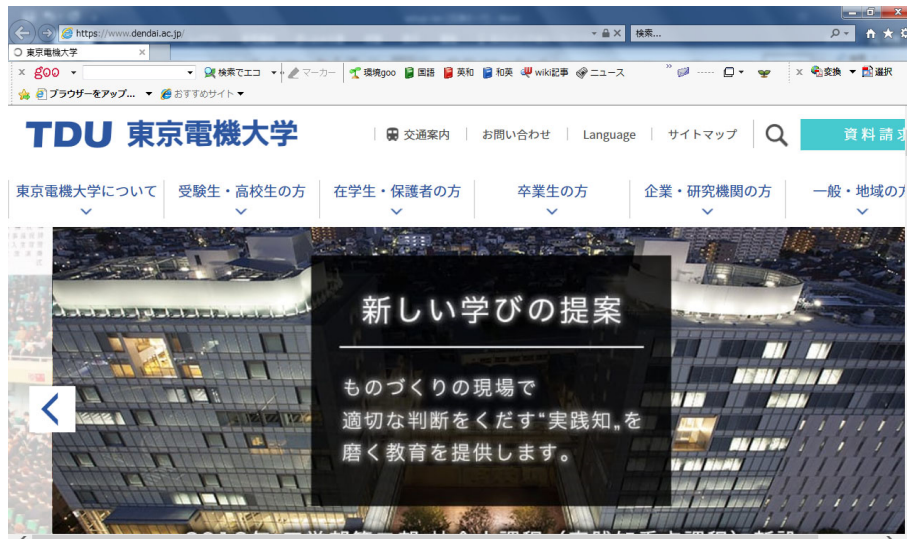 https://www.dendai.ac.jp/
検索...
東京電機大学
goo
検索でエコ
マーカー
環境goo 国語 英和 和英 wiki記事 ニュース
変換 選択
ブラウザーをアップ... おすすめサイト
TDU 東京電機大学
交通案内 お問い合わせ Language サイトマップ 資料請求
東京電機大学について 受験生・高校生の方 在学生・保護者の方 卒業生の方 企業・研究機関の方 一般・地域の方
新しい学びの提案
ものづくりの現場で
適切な判断をくだす“実践知„を
磨く教育を提供します。